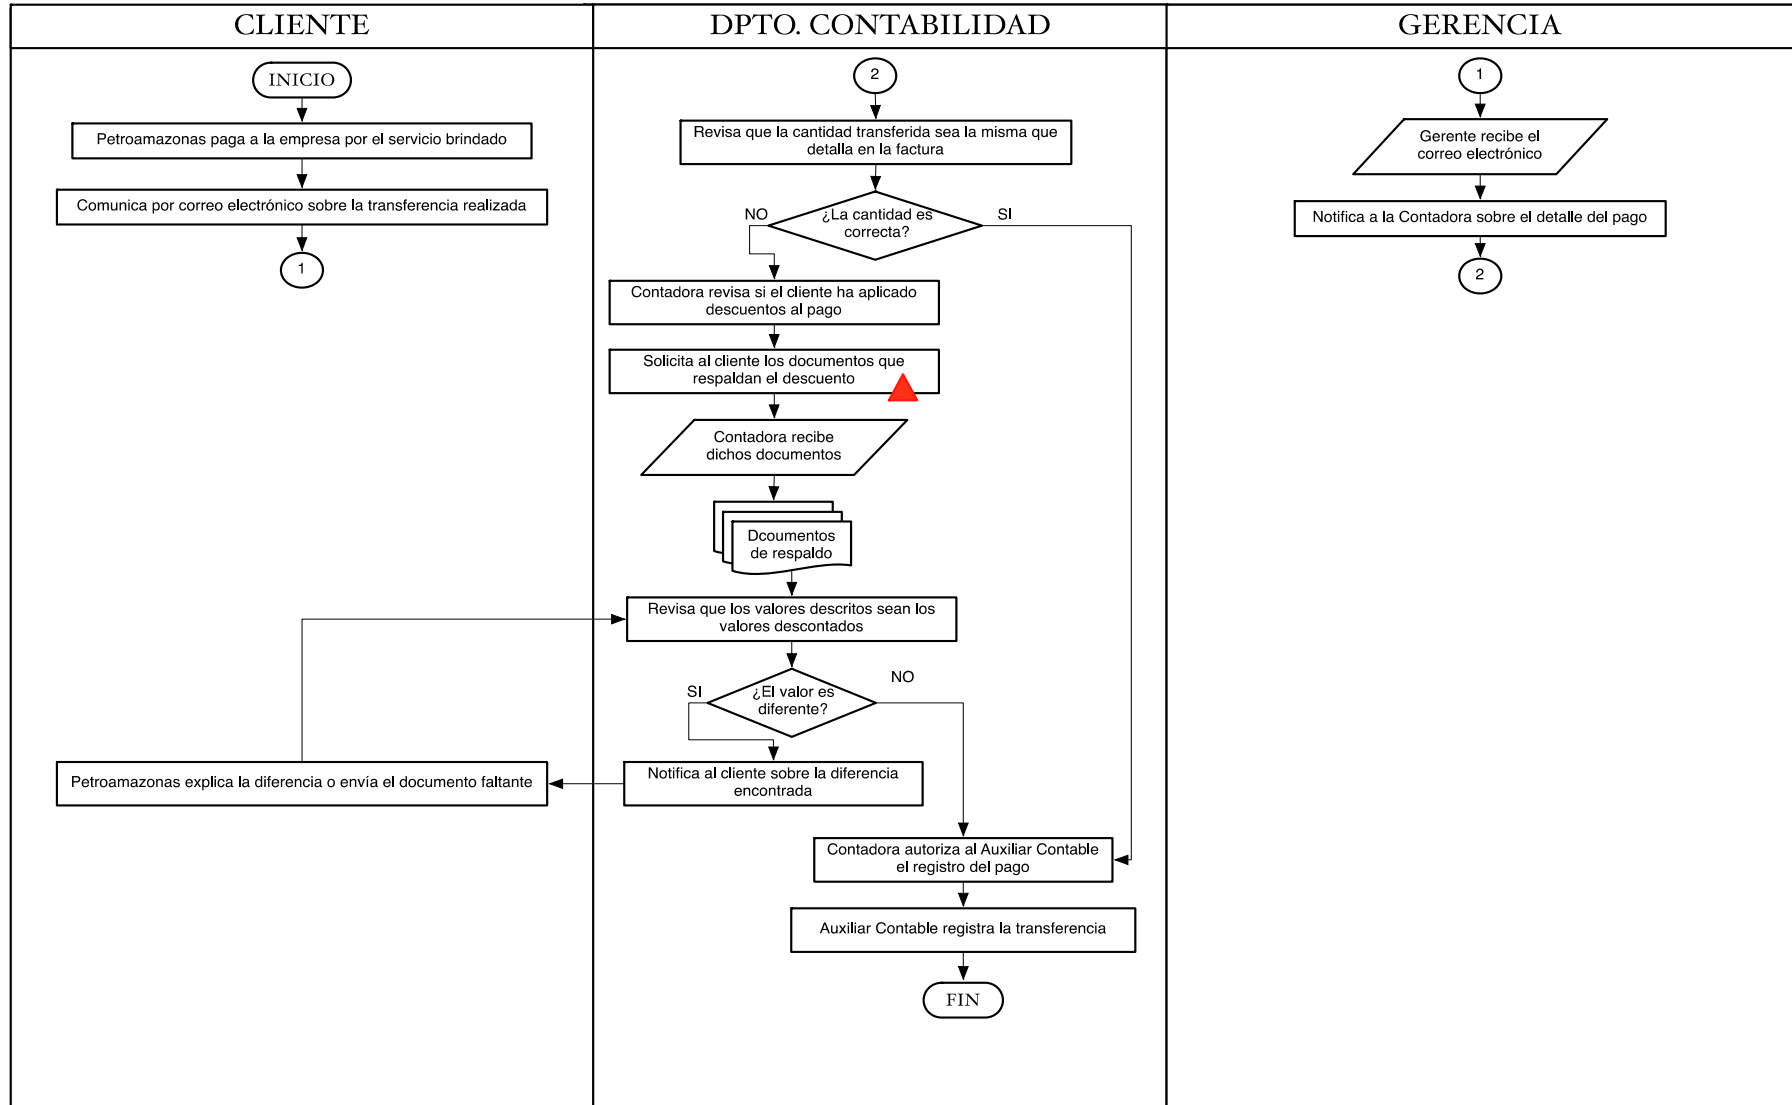 CLIENTE
DPTO. CONTABILIDAD
GERENCIA
INICIO
Petroamazonas paga a la empresa por el servicio brindado
Comunica por correo electrónico sobre la transferencia realizada
1
2
Revisa que la cantidad transferida sea la misma que
detalla en la factura
¿La cantidad es
correcta?
NO
SI
Contadora revisa si el cliente ha aplicado
descuentos al pago
Solicita al cliente los documentos que
respaldan el descuento
Contadora recibe
dichos documentos
Dcoumentos
de respaldo
Revisa que los valores descritos sean los
valores descontados
¿El valor es
diferente?
SI
NO
Notifica al cliente sobre la diferencia
encontrada
Petroamazonas explica la diferencia o envía el documento faltante
Contadora autoriza al Auxiliar Contable
el registro del pago
Auxiliar Contable registra la transferencia
FIN
1
Gerente recibe el
correo electrónico
Notifica a la Contadora sobre el detalle del pago
2